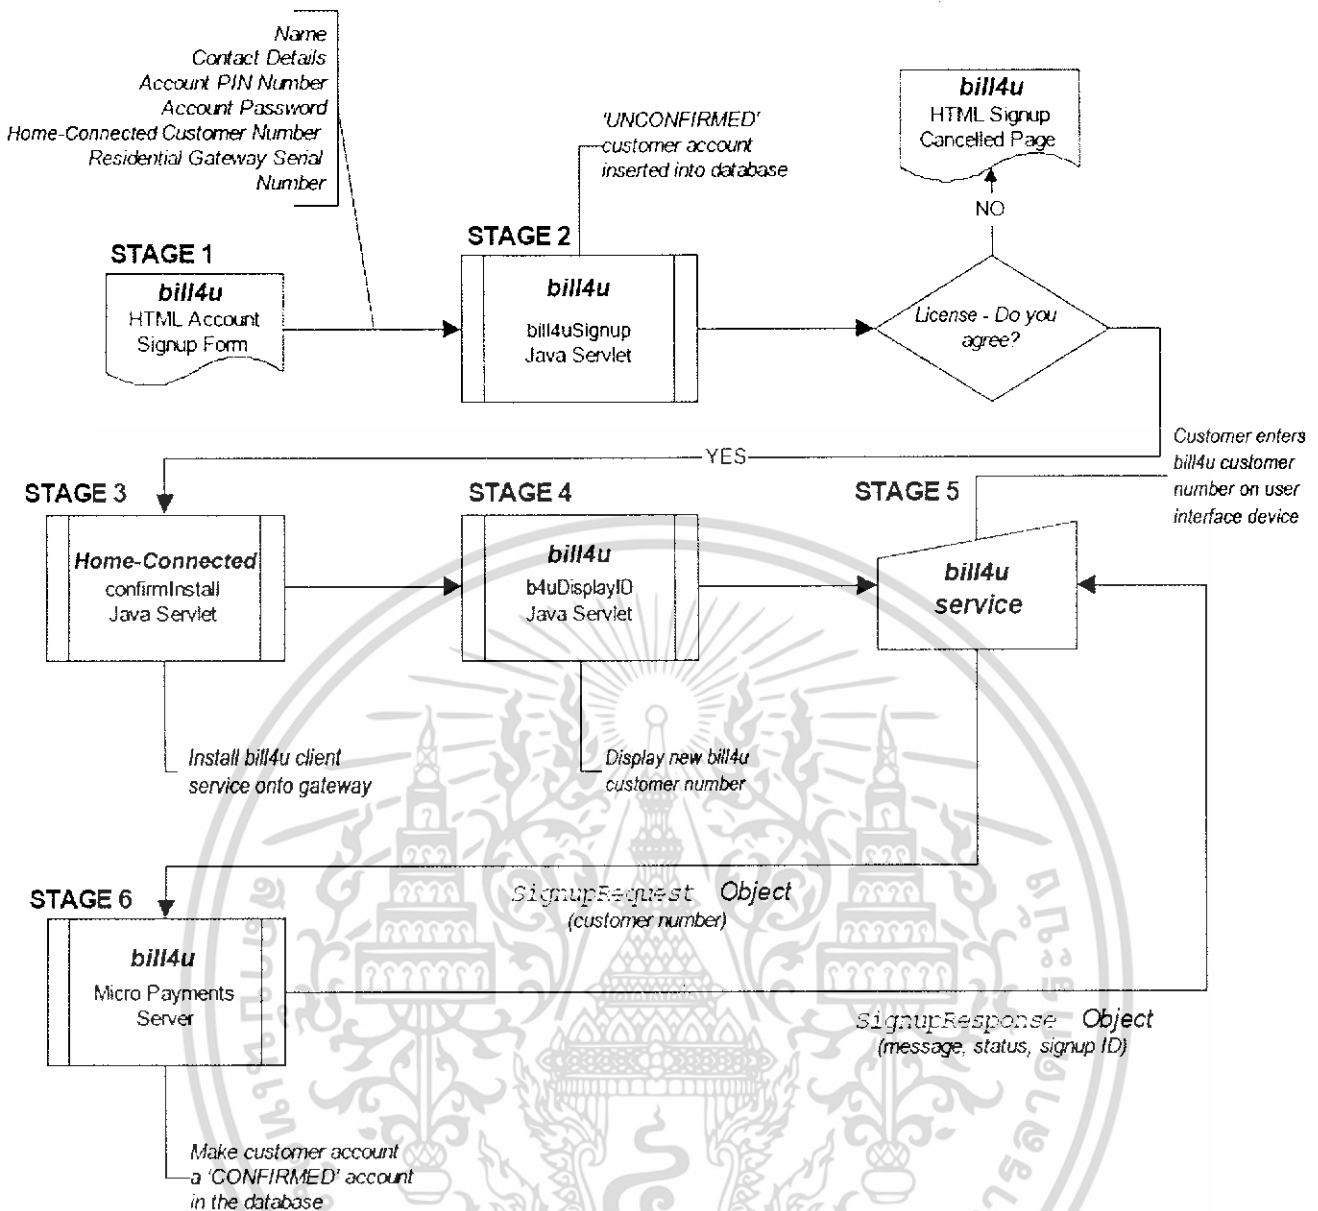 Name
Contact Details
Account PIN Number
Account Password
Home-Connected Customer Number
Residential Gateway Serial
Number
'UNCONFIRMED'
customer account
inserted into database
bill4u
HTML Signup
Cancelled Page
NO
STAGE 1
bill4u
HTML Account
Signup Form
STAGE 2
bill4u
bill4uSignup
Java Servlet
License - Do you
agree?
YES
Customer enters
bill4u customer
number on user
interface device
STAGE 3
Home-Connected
confirmInstall
Java Servlet
STAGE 4
bill4u
b4uDisplayID
Java Servlet
STAGE 5
bill4u
service
Install bill4u client
service onto gateway
Display new bill4u
customer number
SignupRequest Object
(customer number)
STAGE 6
bill4u
Micro Payments
Server
SignupResponse Object
(message, status, signup ID)
Make customer account
a 'CONFIRMED' account
in the database